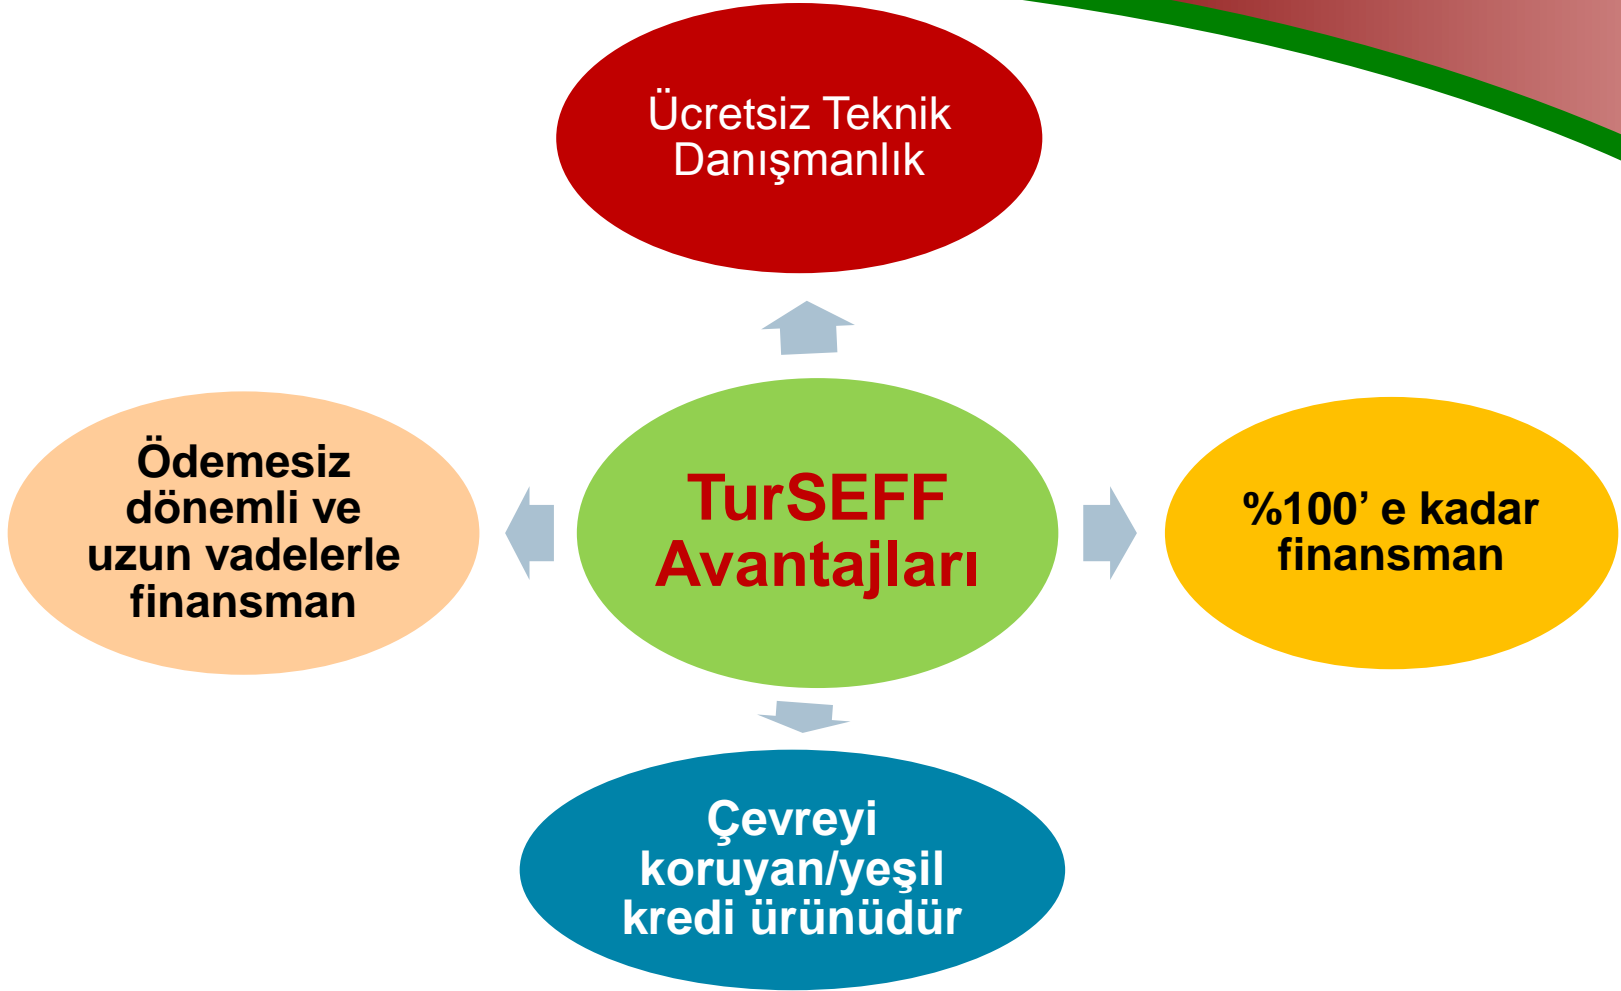 Ücretsiz Teknik
Danışmanlık
Ödemesiz
dönemli ve
uzun vadelerle
finansman
TurSEFF
Avantajları
%100’ e kadar
finansman
Çevreyi
koruyan/yeşil
kredi ürünüdür